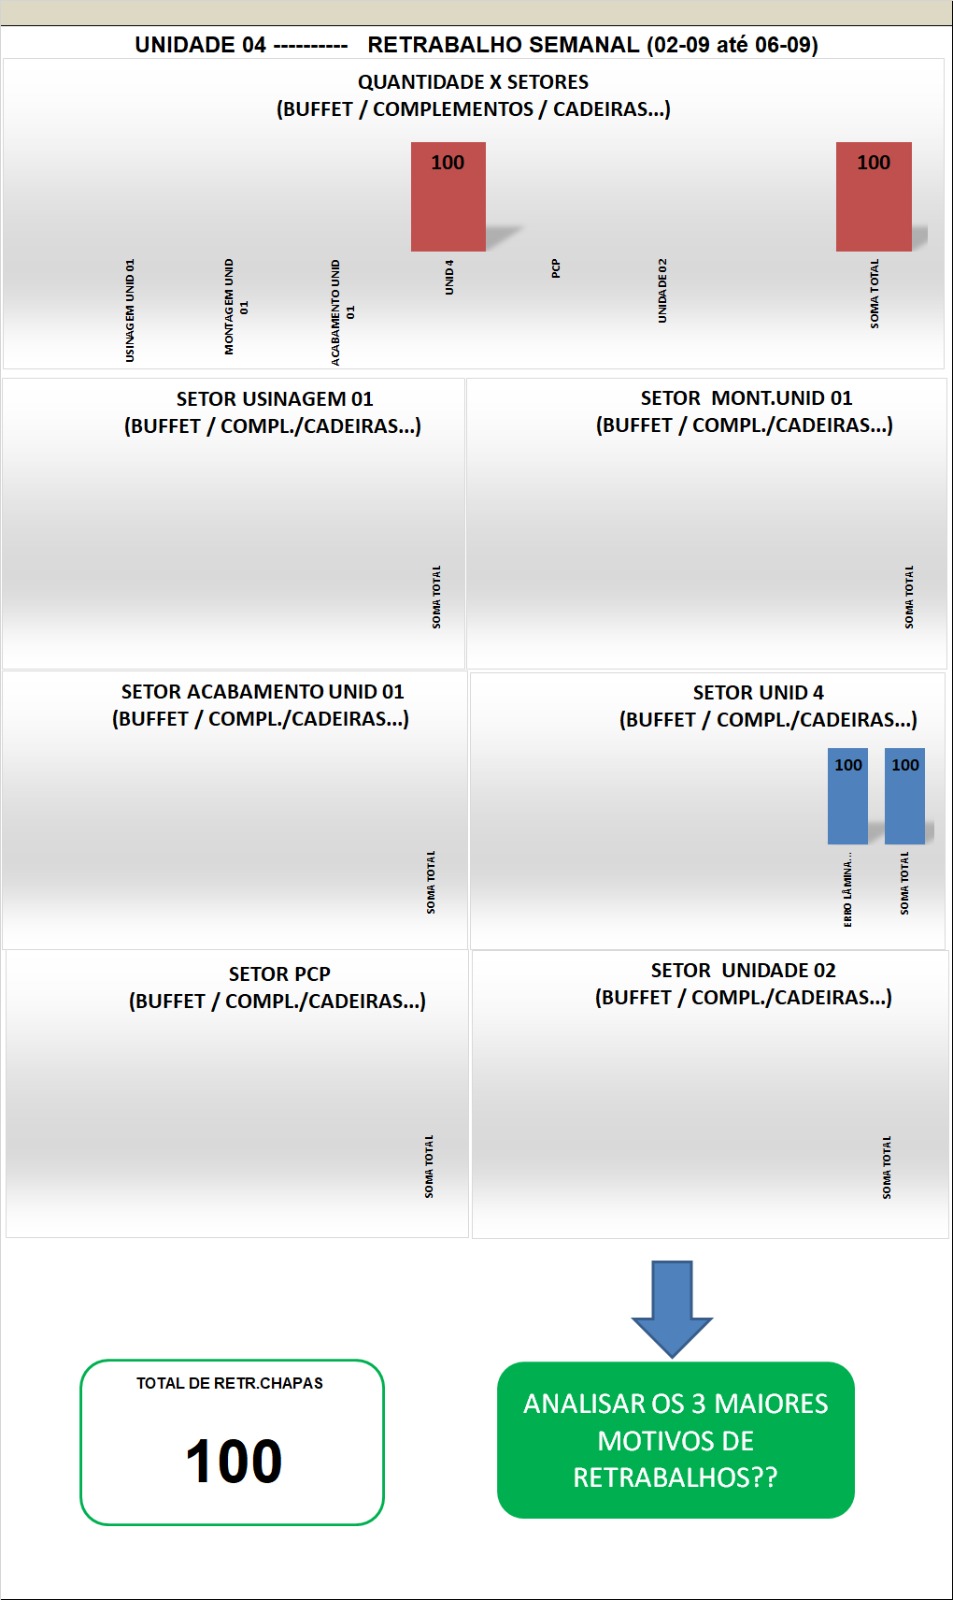 UNIDADE 04 ---------- RETRABALHO SEMANAL (02-09 até 06-09)
QUANTIDADE X SETORES
(BUFFET / COMPLEMENTOS / CADEIRAS...)
100
100
USINAGEM UNID 01
MONTAGEM UNID
01
ACABAMENTO UNID
01
UNID 4
PCP
UNIDADE 02
SOMA TOTAL
SETOR USINAGEM 01
(BUFFET / COMPL./CADEIRAS...)
SOMA TOTAL
SETOR MONT.UNID 01
(BUFFET / COMPL./CADEIRAS...)
SOMA TOTAL
SETOR ACABAMENTO UNID 01
(BUFFET / COMPL./CADEIRAS...)
SOMA TOTAL
SETOR UNID 4
(BUFFET / COMPL./CADEIRAS...)
100
100
ERRO LÂMINA...
SOMA TOTAL
SETOR PCP
(BUFFET / COMPL./CADEIRAS...)
SOMA TOTAL
SETOR UNIDADE 02
(BUFFET / COMPL./CADEIRAS...)
SOMA TOTAL
TOTAL DE RETR.CHAPAS
100
ANALISAR OS 3 MAIORES
MOTIVOS DE
RETRABALHOS??